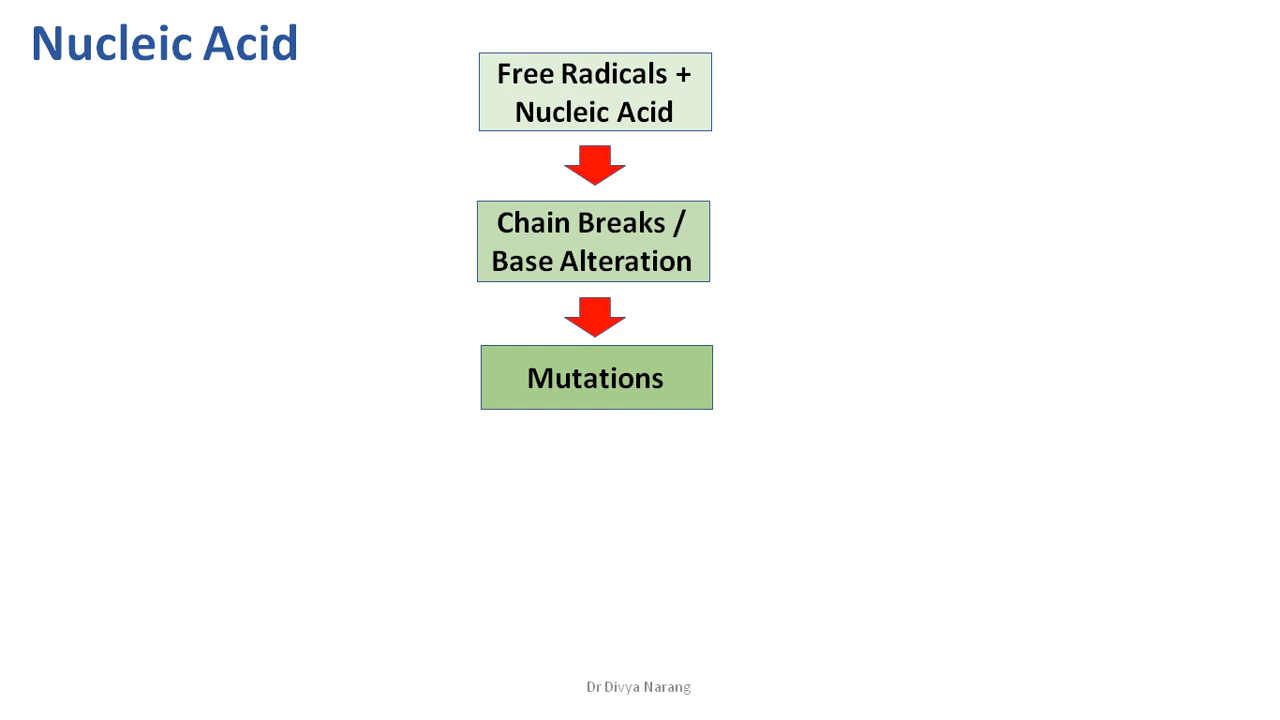 Nucleic Acid
Free Radicals +
Nucleic Acid
Chain Breaks /
Base Alteration
Mutations
Dr Divya Narang